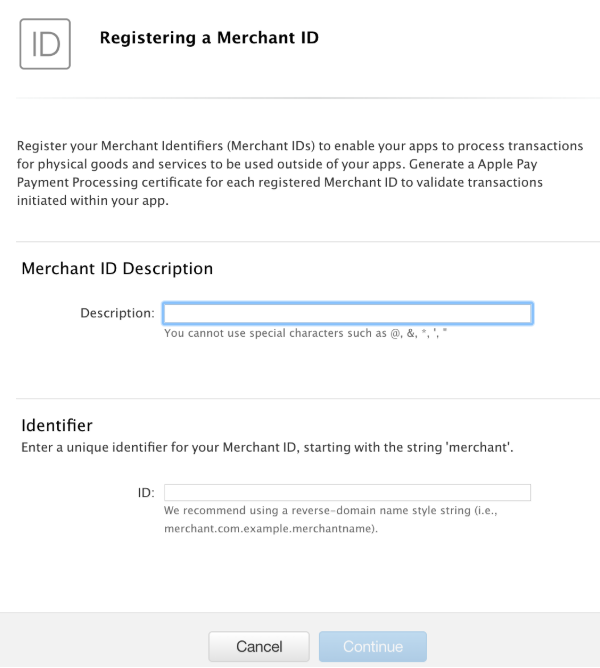 ID
Registering a Merchant ID
Register your Merchant Identifiers (Merchant IDs) to enable your apps to process transactions
for physical goods and services to be used outside of your apps. Generate a Apple Pay
Payment Processing certificate for each registered Merchant ID to validate transactions
initiated within your app.
Merchant ID Description
Description:
You cannot use special characters such as @, &, *, ', "
Identifier
Enter a unique identifier for your Merchant ID, starting with the string 'merchant'.
ID:
We recommend using a reverse-domain name style string (i.e.,
merchant.com.example.merchantname).
Cancel Continue